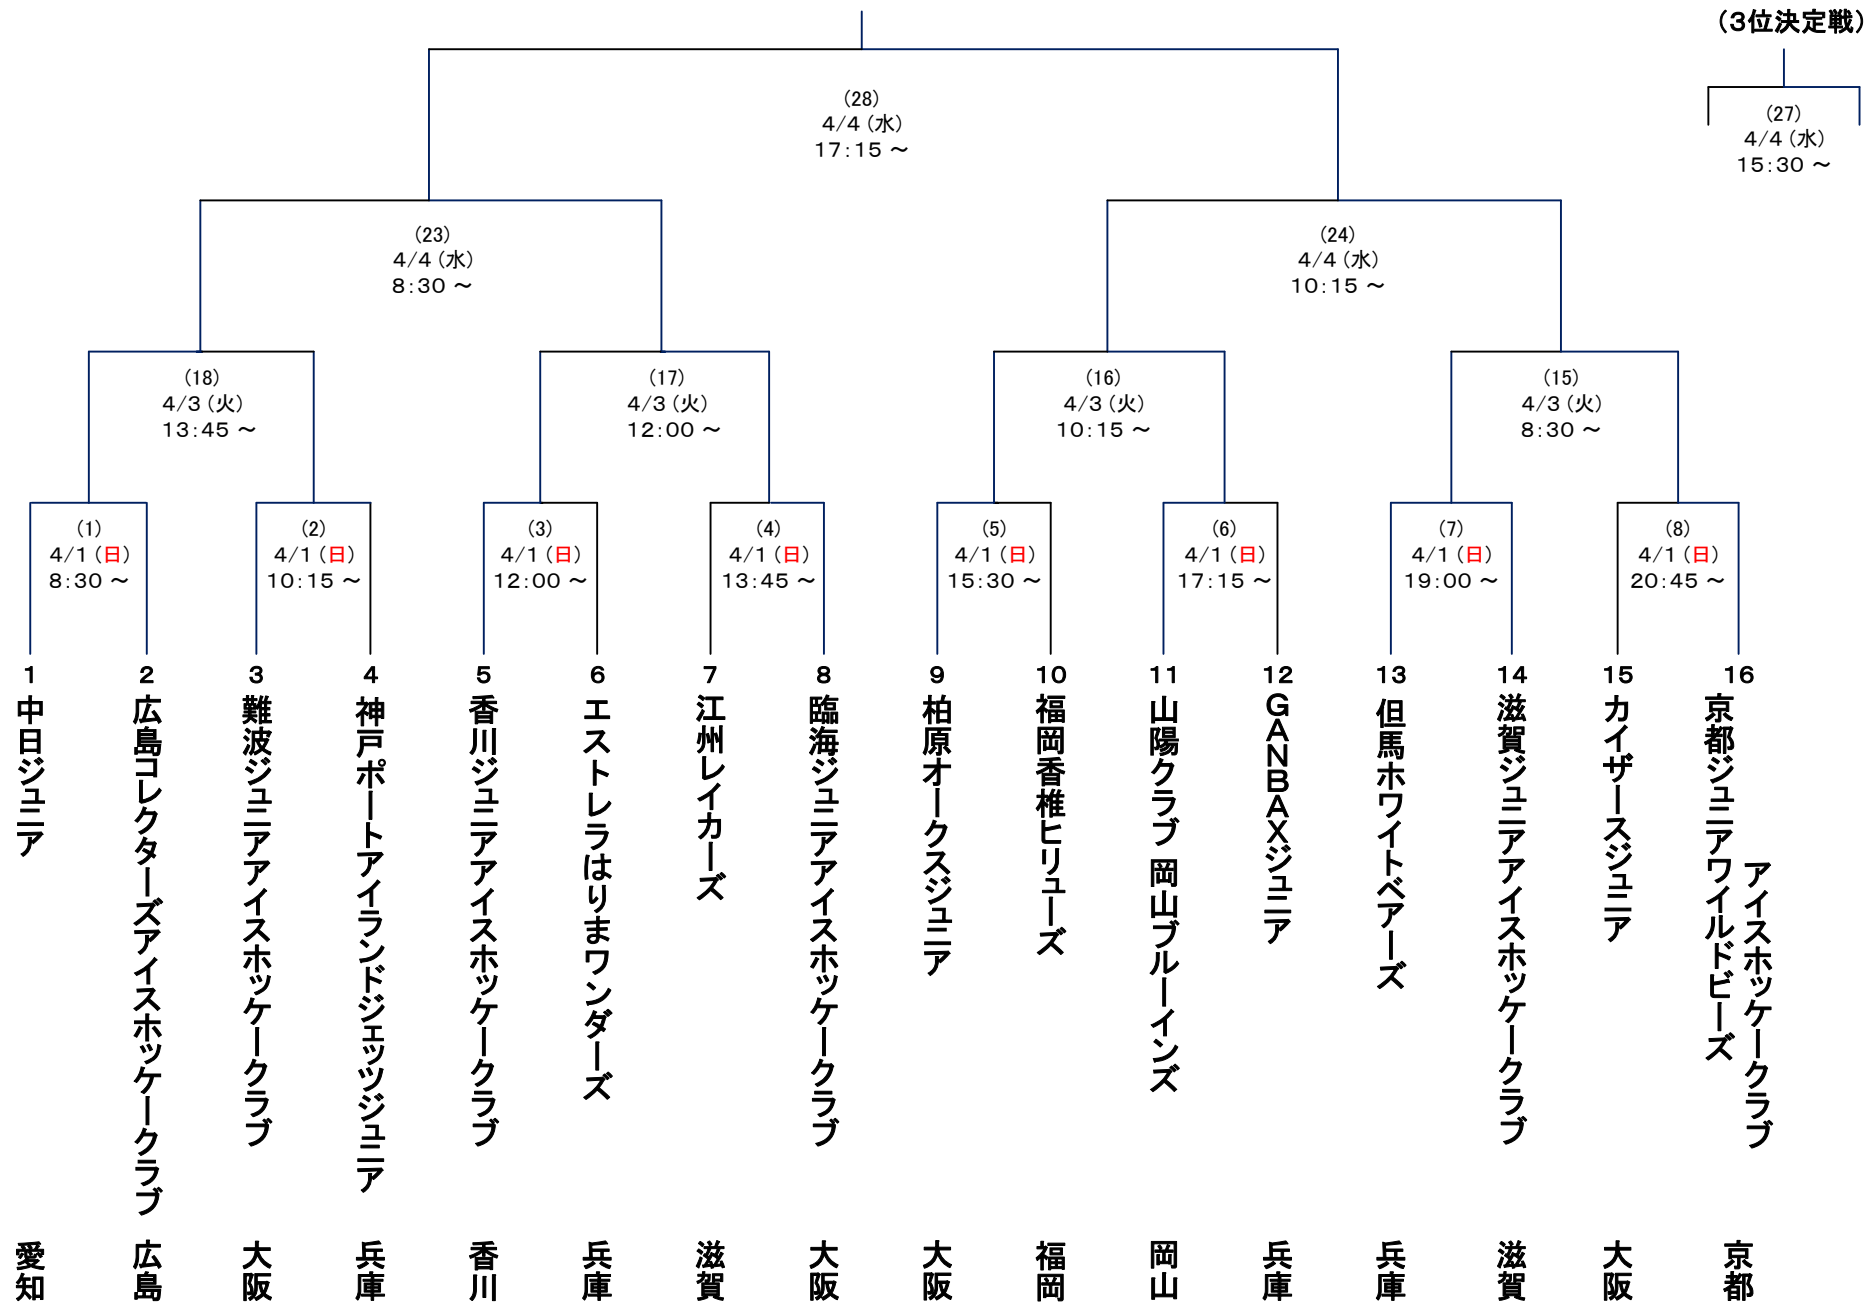 （３位決定戦）
（28）
４/４（水）
１７：１５ ～
（27）
４/４（水）
１５：３０ ～
（23）
４/４（水）
８：３０ ～
（24）
４/４（水）
１０：１５ ～
（18）
４/３（火）
１３：４５ ～
（17）
４/３（火）
１２：００ ～
（16）
４/３（火）
１０：１５ ～
（15）
４/３（火）
８：３０ ～
（1）
４/１（日）
８：３０ ～
（2）
４/１（日）
１０：１５ ～
（3）
４/１（日）
１２：００ ～
（4）
４/１（日）
１３：４５ ～
（5）
４/１（日）
１５：３０ ～
（6）
４/１（日）
１７：１５ ～
（7）
４/１（日）
１９：００ ～
（8）
４/１（日）
２０：４５ ～
１
中日ジュニア
愛知
２
広島コレクターズアイスホッケークラブ
広島
３
難波ジュニアアイスホッケークラブ
大阪
４
神戸ポートアイランドジェッツジュニア
兵庫
５
香川ジュニアアイスホッケークラブ
香川
６
エストレラはりまワンダーズ
兵庫
７
江州レイカーズ
滋賀
８
臨海ジュニアアイスホッケークラブ
大阪
９
柏原オークスジュニア
大阪
10
福岡香椎ヒリューズ
福岡
11
山陽クラブ 岡山ブルーインズ
岡山
12
ＧＡＮＢＡＸジュニア
兵庫
13
但馬ホワイトベアーズ
兵庫
14
滋賀ジュニアアイスホッケークラブ
滋賀
15
カイザースジュニア
大阪
16
京都ジュニアワイルドビーズ
アイスホッケークラブ
京都